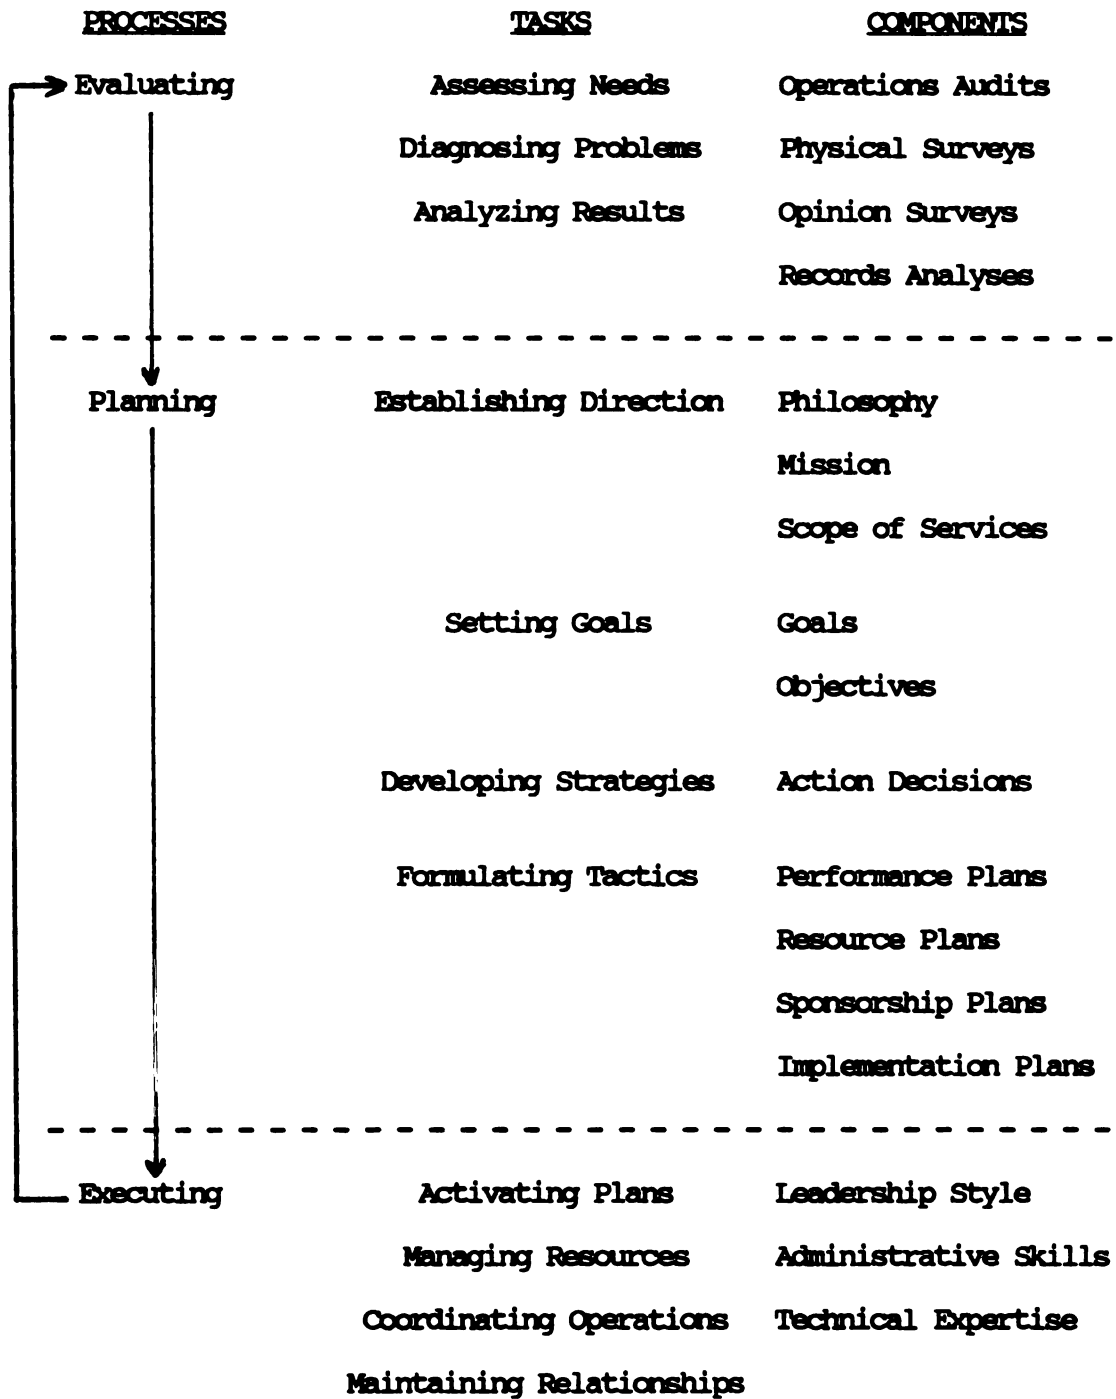 PROCESSES TASKS COMPONENTS
Evaluating Assessing Needs Operations Audits
Diagnosing Problems Physical Surveys
Analyzing Results Opinion Surveys
Records Analyses
Planning Establishing Direction Philosophy
Mission
Scope of Services
Setting Goals Goals
Objectives
Developing Strategies Action Decisions
Formulating Tactics Performance Plans
Resource Plans
Sponsorship Plans
Implementation Plans
Executing Activating Plans Leadership Style
Managing Resources Administrative Skills
Coordinating Operations Technical Expertise
Maintaining Relationships